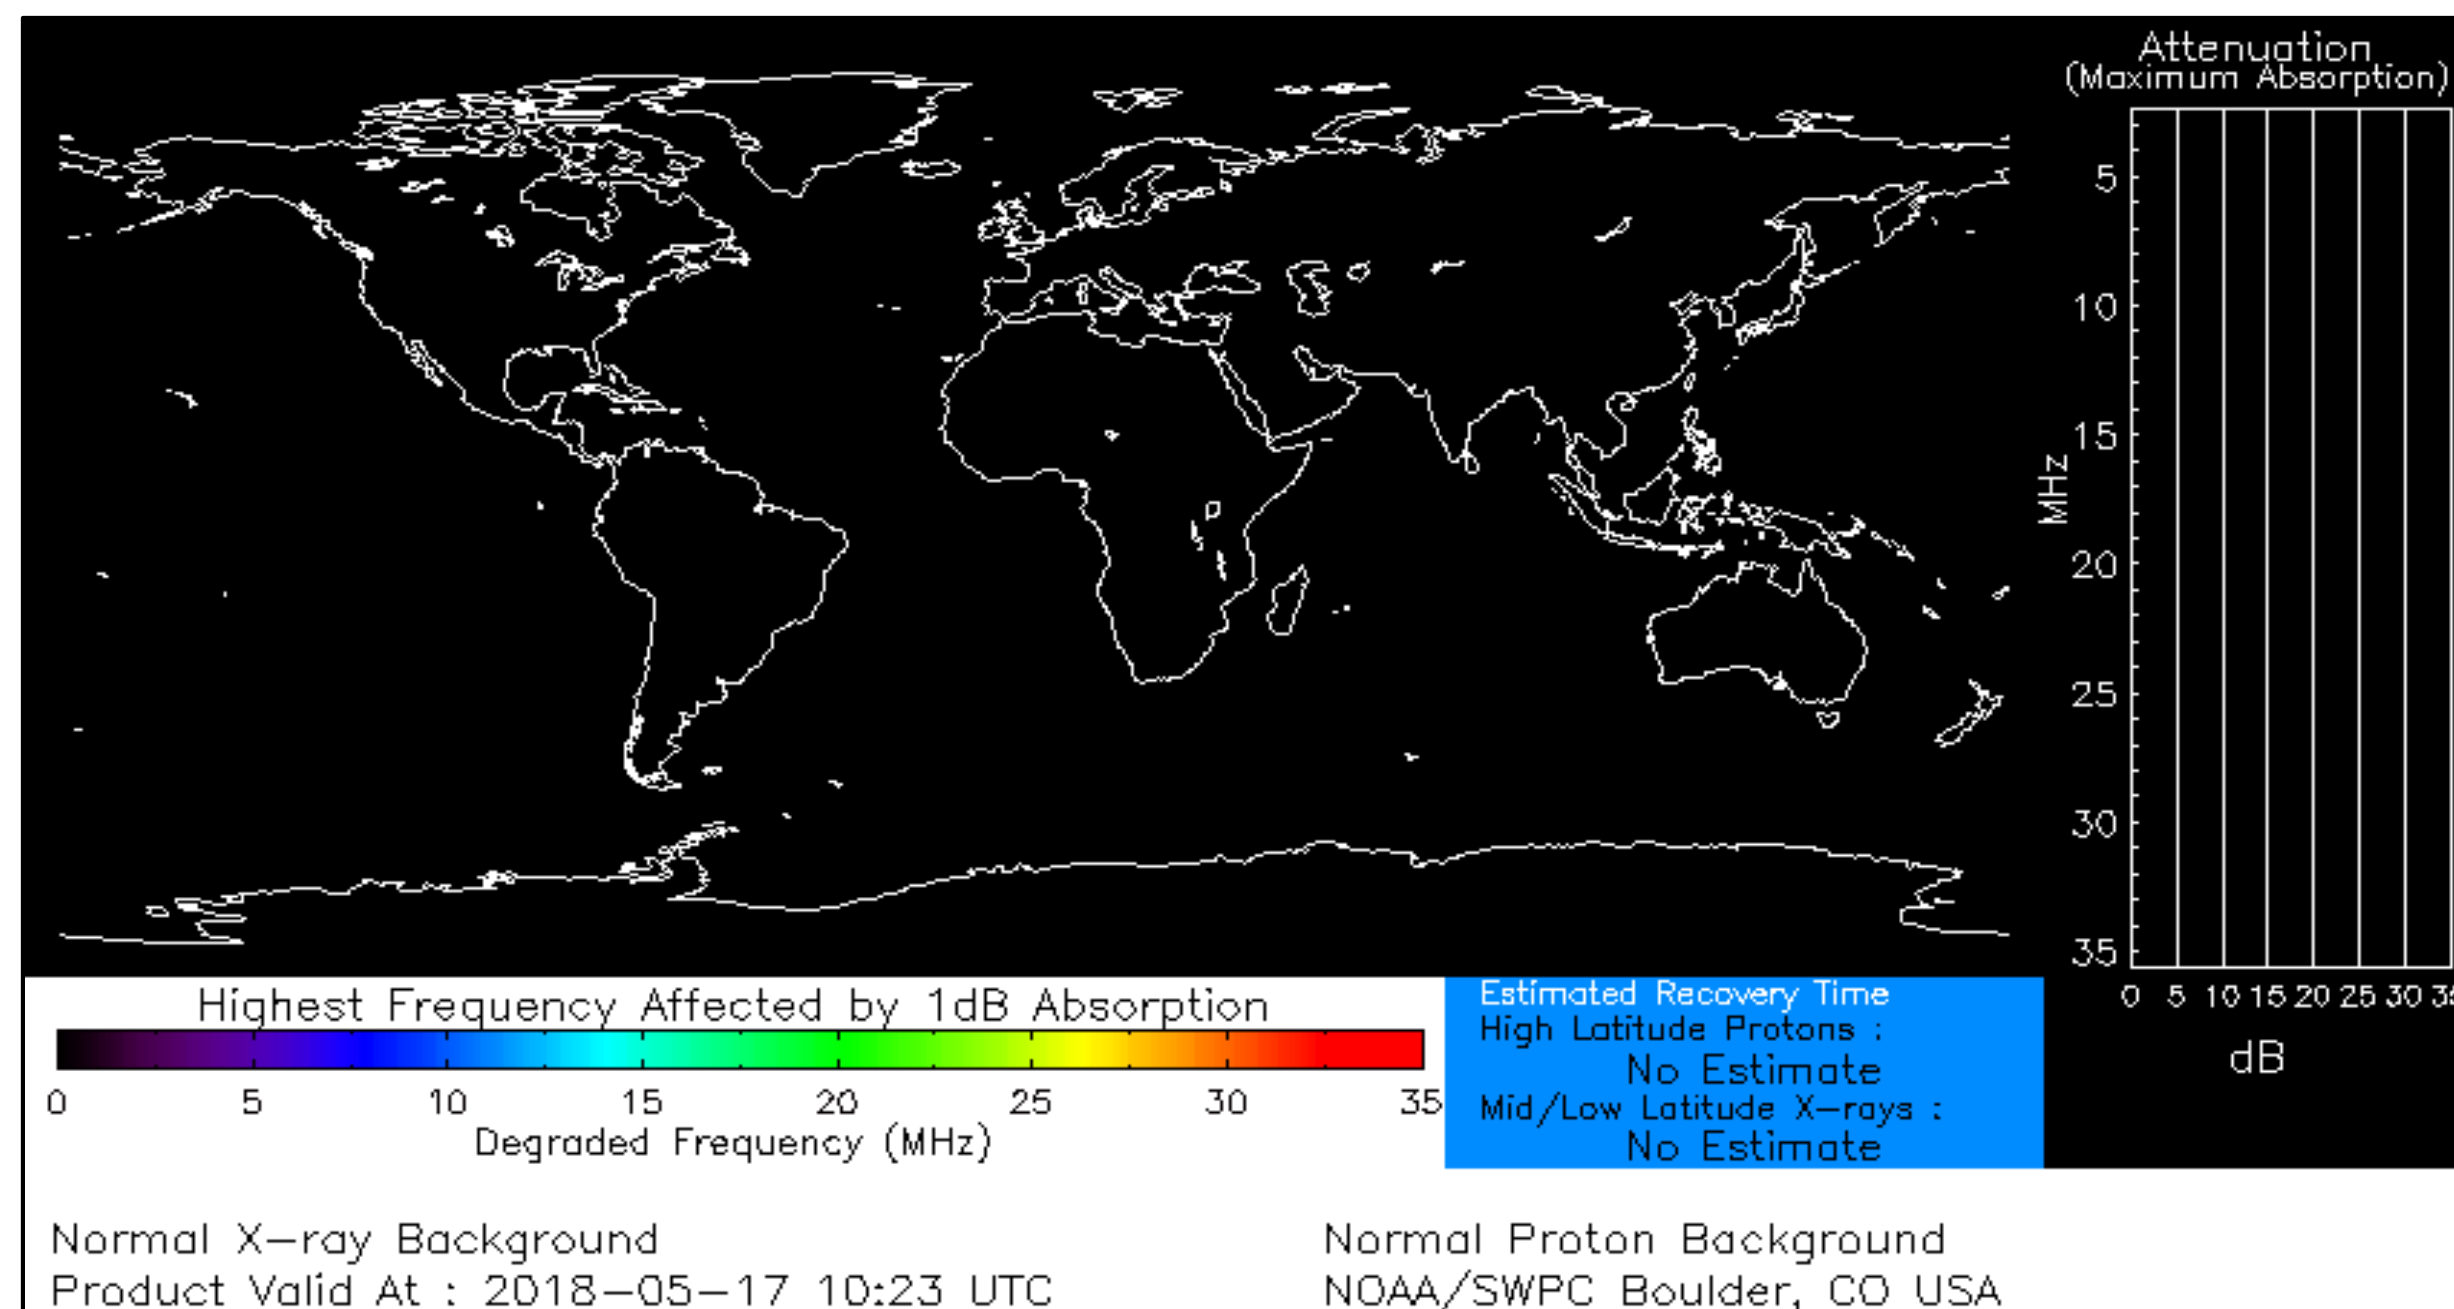 Attenuation
(Maximum Absorption)
5
10
15
20
25
30
35
MHz
0 5 10 15 20 25 30
dB
Highest Frequency Affected by 1dB Absorption
0 5 10 15 20 25 30 35
Degraded Frequency (MHz)
Estimated Recovery Time
High Latitude Protons :
No Estimate
Mid/Low Latitude X-rays :
No Estimate
Normal X-ray Background
Normal Proton Background
Product Valid At : 2018-05-17 10:23 UTC
NOAA/SWPC Boulder, CO USA